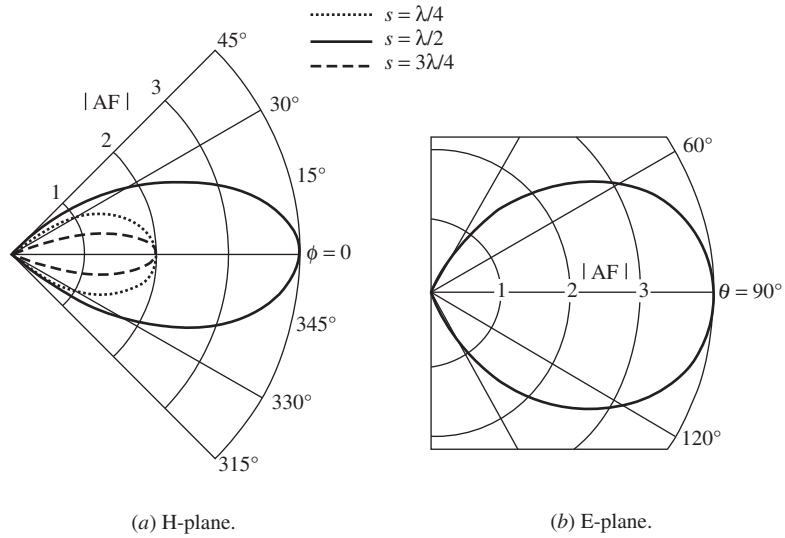 s = λ/4
s = λ/2
s = 3λ/4
45°
| AF |
3
30°
2
15°
1
ϕ = 0
345°
330°
315°
60°
| AF |
1 2 3
θ = 90°
120°
(a) H-plane.
(b) E-plane.